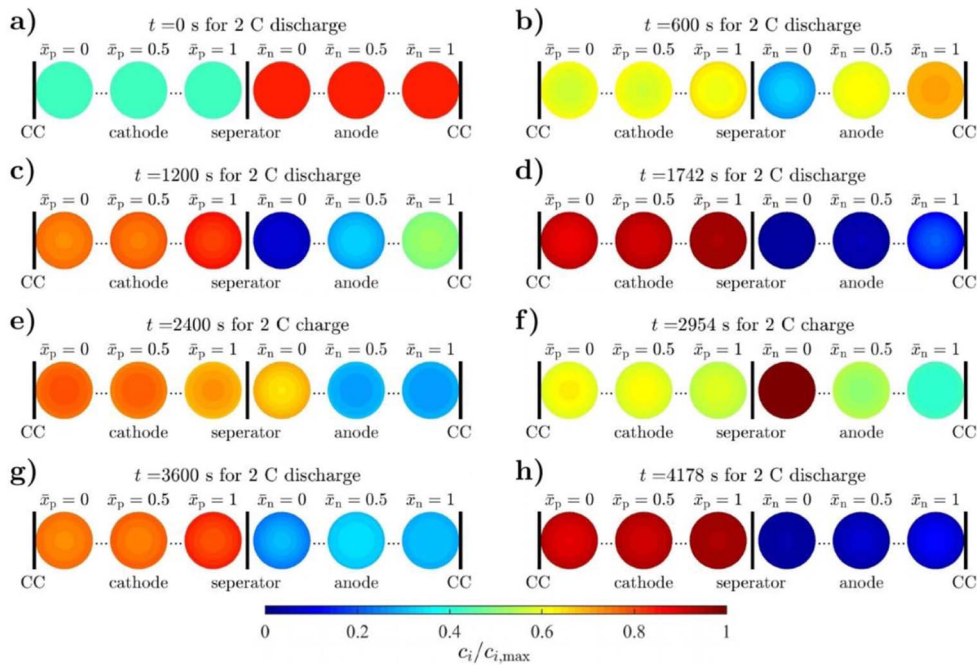 a) t =0 s for 2 C discharge
x̄p = 0 x̄p = 0.5 x̄p = 1 x̄n = 0 x̄n = 0.5 x̄n = 1
... ... ... ...
CC cathode seperator anode CC
b) t =600 s for 2 C discharge
x̄p = 0 x̄p = 0.5 x̄p = 1 x̄n = 0 x̄n = 0.5 x̄n = 1
... ... ... ...
CC cathode seperator anode CC
c) t =1200 s for 2 C discharge
x̄p = 0 x̄p = 0.5 x̄p = 1 x̄n = 0 x̄n = 0.5 x̄n = 1
... ... ... ...
CC cathode seperator anode CC
d) t =1742 s for 2 C discharge
x̄p = 0 x̄p = 0.5 x̄p = 1 x̄n = 0 x̄n = 0.5 x̄n = 1
... ... ... ...
CC cathode seperator anode CC
e) t =2400 s for 2 C charge
x̄p = 0 x̄p = 0.5 x̄p = 1 x̄n = 0 x̄n = 0.5 x̄n = 1
... ... ... ...
CC cathode seperator anode CC
f) t =2954 s for 2 C charge
x̄p = 0 x̄p = 0.5 x̄p = 1 x̄n = 0 x̄n = 0.5 x̄n = 1
... ... ... ...
CC cathode seperator anode CC
g) t =3600 s for 2 C discharge
x̄p = 0 x̄p = 0.5 x̄p = 1 x̄n = 0 x̄n = 0.5 x̄n = 1
... ... ... ...
CC cathode seperator anode CC
h) t =4178 s for 2 C discharge
x̄p = 0 x̄p = 0.5 x̄p = 1 x̄n = 0 x̄n = 0.5 x̄n = 1
... ... ... ...
CC cathode seperator anode CC
0 0.2 0.4 0.6 0.8 1
ci/ci,max